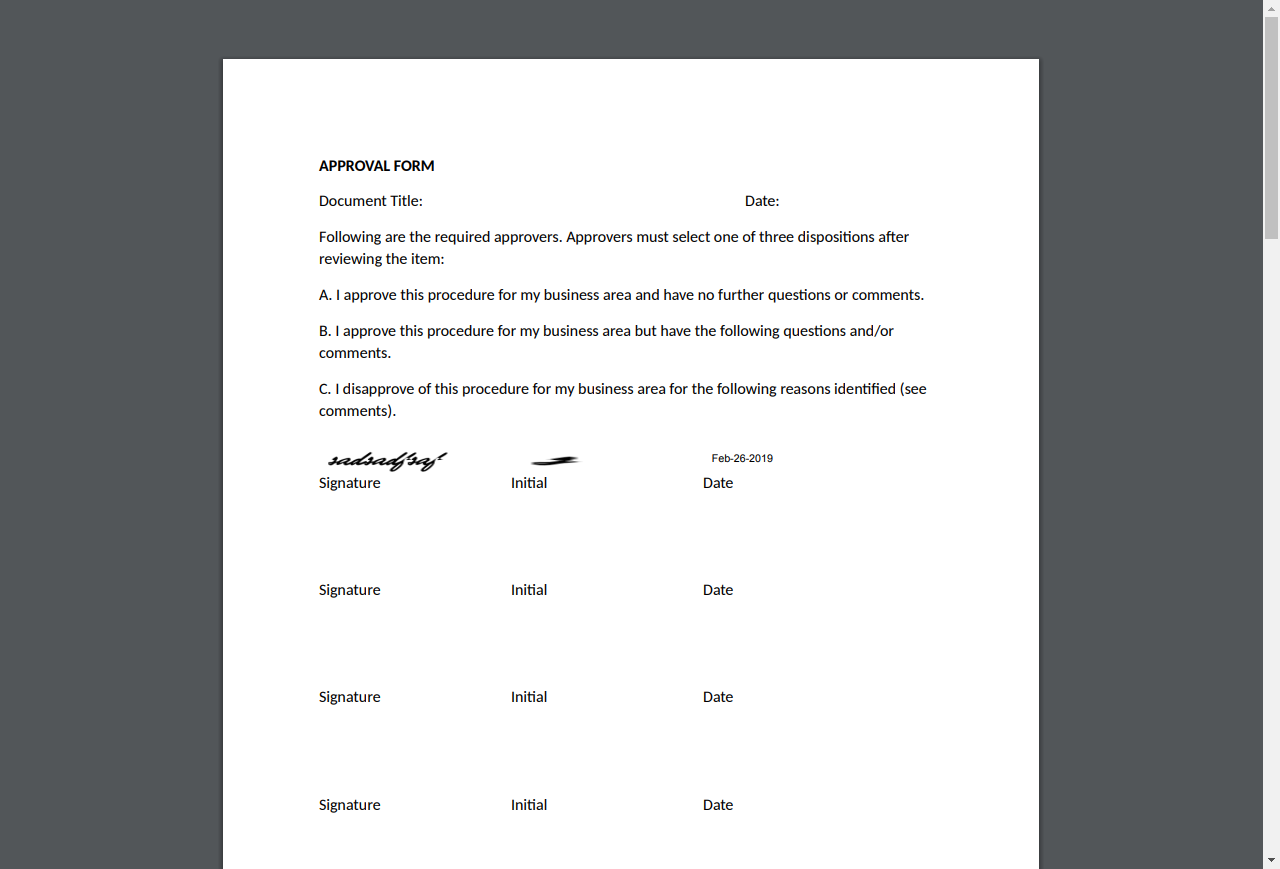 APPROVAL FORM
Document Title: Date:
Following are the required approvers. Approvers must select one of three dispositions after
reviewing the item:
A. I approve this procedure for my business area and have no further questions or comments.
B. I approve this procedure for my business area but have the following questions and/or
comments.
C. I disapprove of this procedure for my business area for the following reasons identified (see
comments).
sadsadfsaf Feb-26-2019
Signature Initial Date
Signature Initial Date
Signature Initial Date
Signature Initial Date